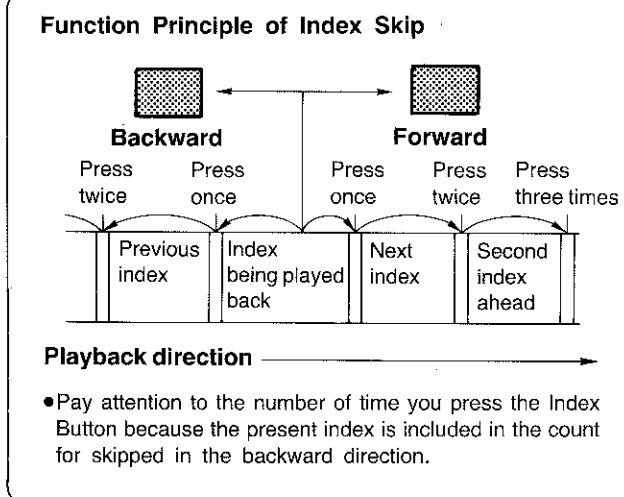 Function Principle of Index Skip
Backward
Forward
Press twice
Press once
Press once
Press twice
Press three times
Previous index
Index being played back
Next index
Second index ahead
Playback direction
●Pay attention to the number of time you press the Index
Button because the present index is included in the count
for skipped in the backward direction.